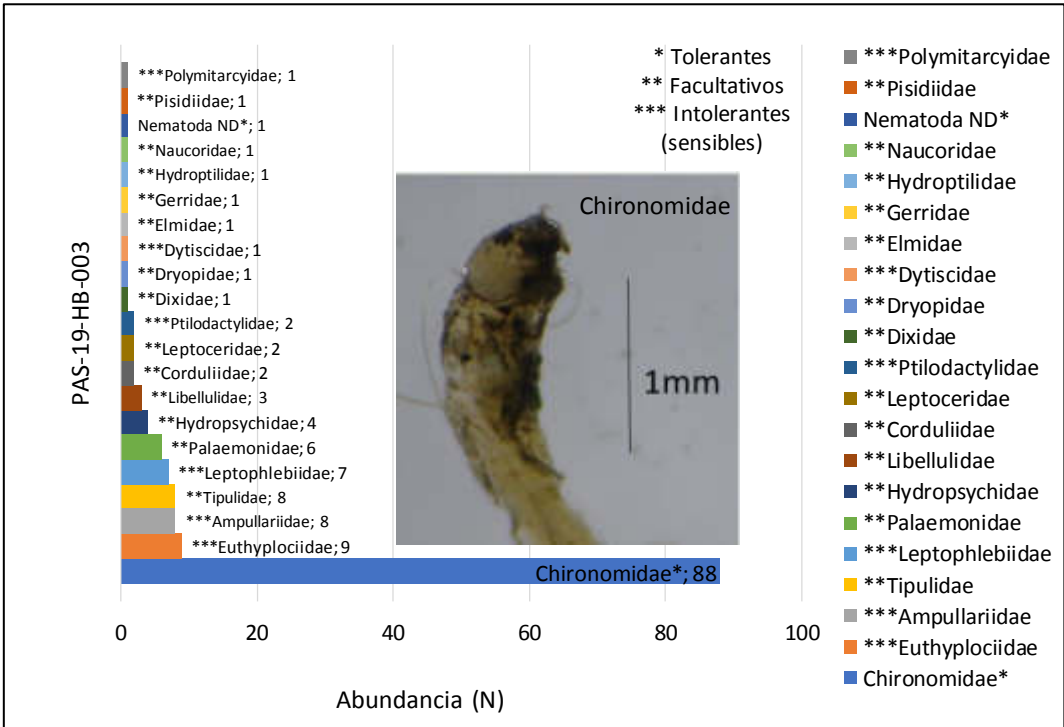 ***Polymitarcyidae; 1
**Pisidiidae; 1
Nematoda ND*; 1
**Naucoridae; 1
**Hydroptilidae; 1
**Gerridae; 1
**Elmidae; 1
***Dytiscidae; 1
**Dryopidae; 1
**Dixidae; 1
***Ptilodactylidae; 2
**Leptoceridae; 2
**Corduliidae; 2
**Libellulidae; 3
**Hydropsychidae; 4
**Palaemonidae; 6
***Leptophlebiidae; 7
**Tipulidae; 8
***Ampullariidae; 8
***Euthyplociidae; 9
Chironomidae*; 88
PAS-19-HB-003
0 20 40 60 80 100
Abundancia (N)
* Tolerantes
** Facultativos
*** Intolerantes
(sensibles)
Chironomidae
1mm
***Polymitarcyidae
**Pisidiidae
Nematoda ND*
**Naucoridae
**Hydroptilidae
**Gerridae
**Elmidae
***Dytiscidae
**Dryopidae
**Dixidae
***Ptilodactylidae
**Leptoceridae
**Corduliidae
**Libellulidae
**Hydropsychidae
**Palaemonidae
***Leptophlebiidae
**Tipulidae
***Ampullariidae
***Euthyplociidae
Chironomidae*